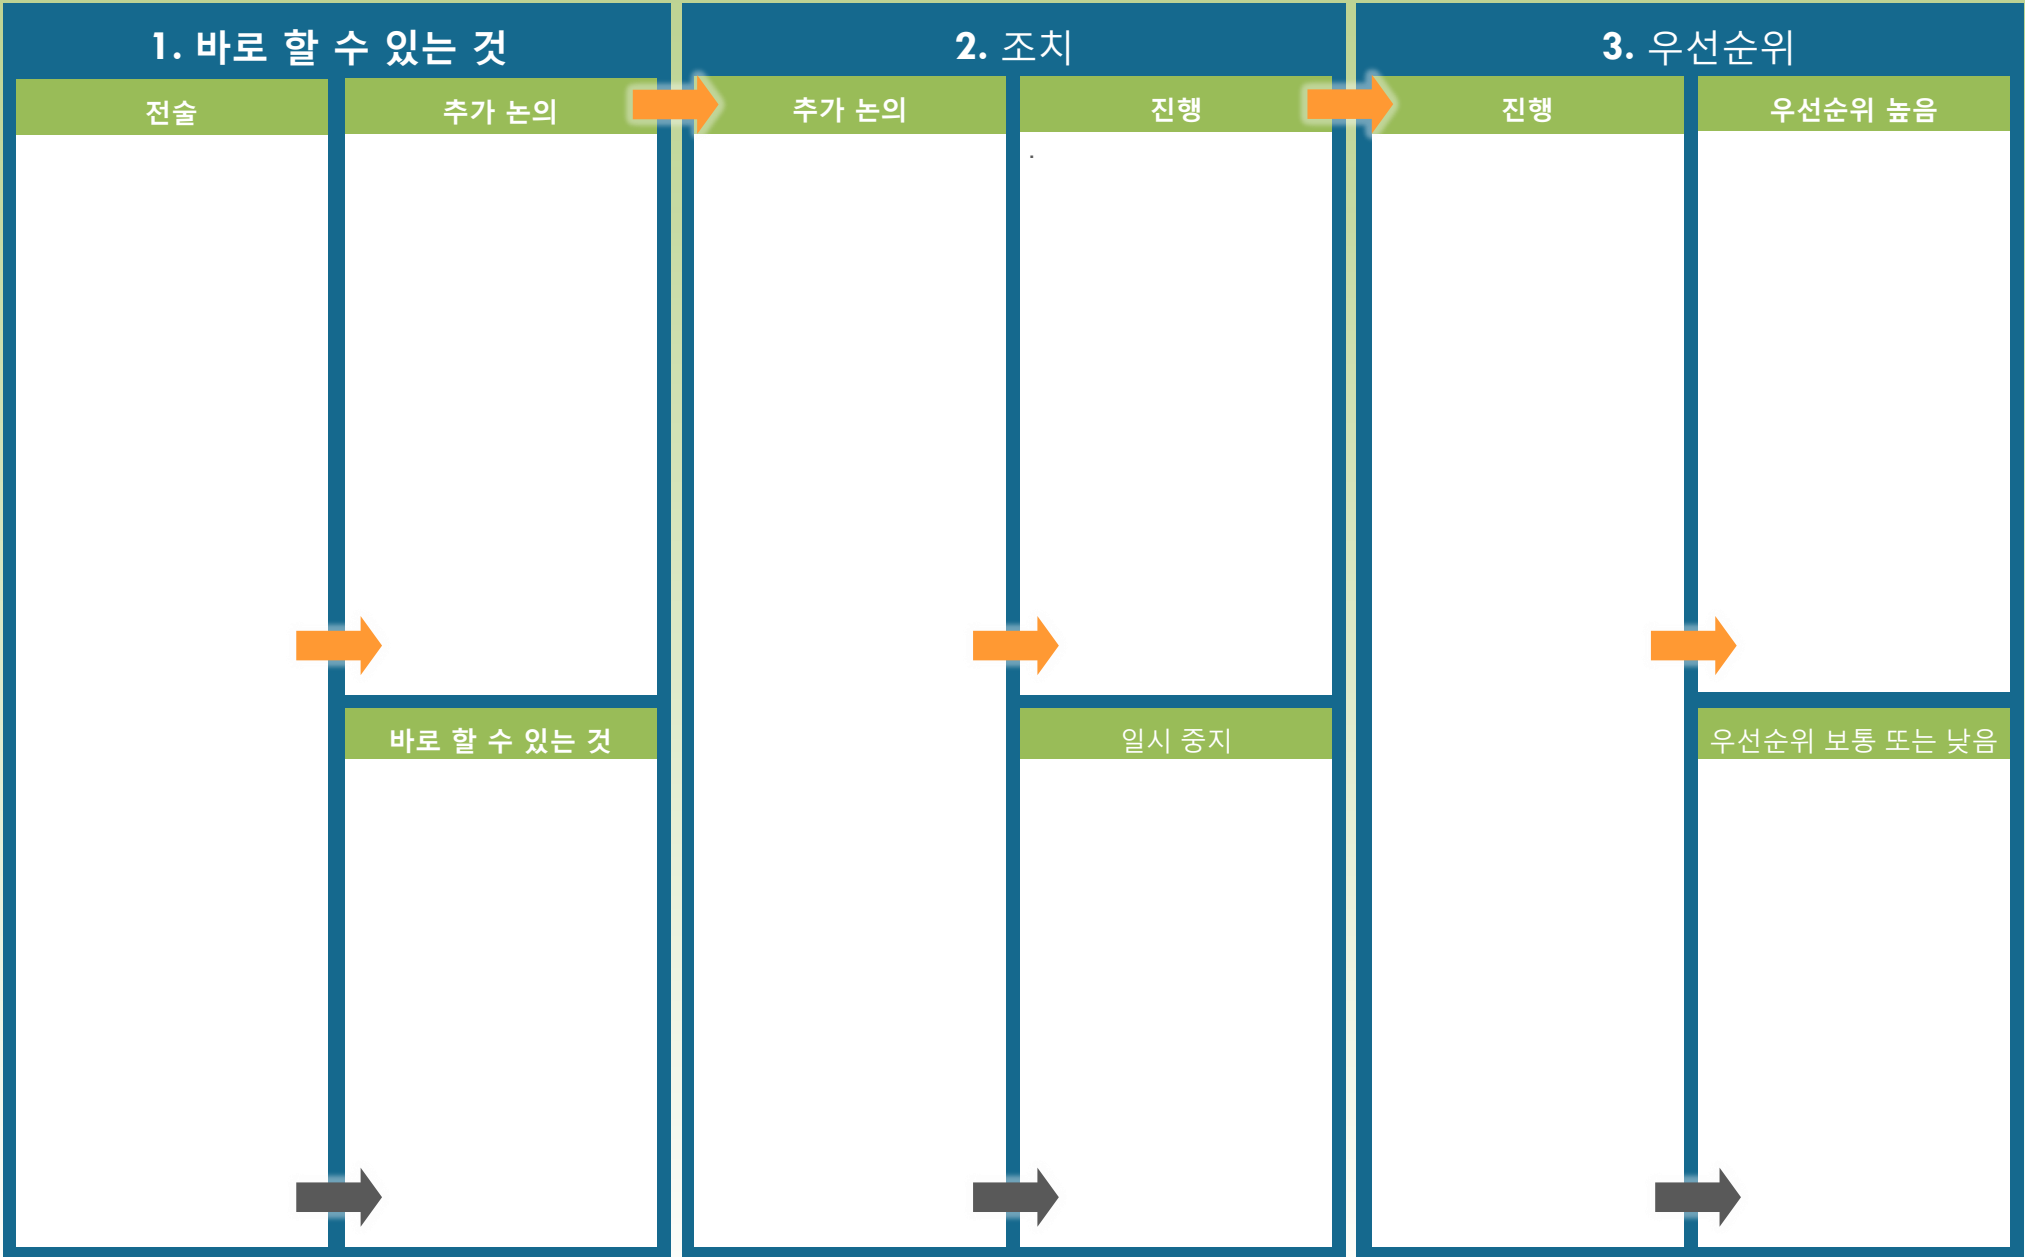 1. 바로 할 수 있는 것
전술
추가 논의
바로 할 수 있는 것
2. 조치
추가 논의
진행
.
일시 중지
3. 우선순위
진행
우선순위 높음
우선순위 보통 또는 낮음